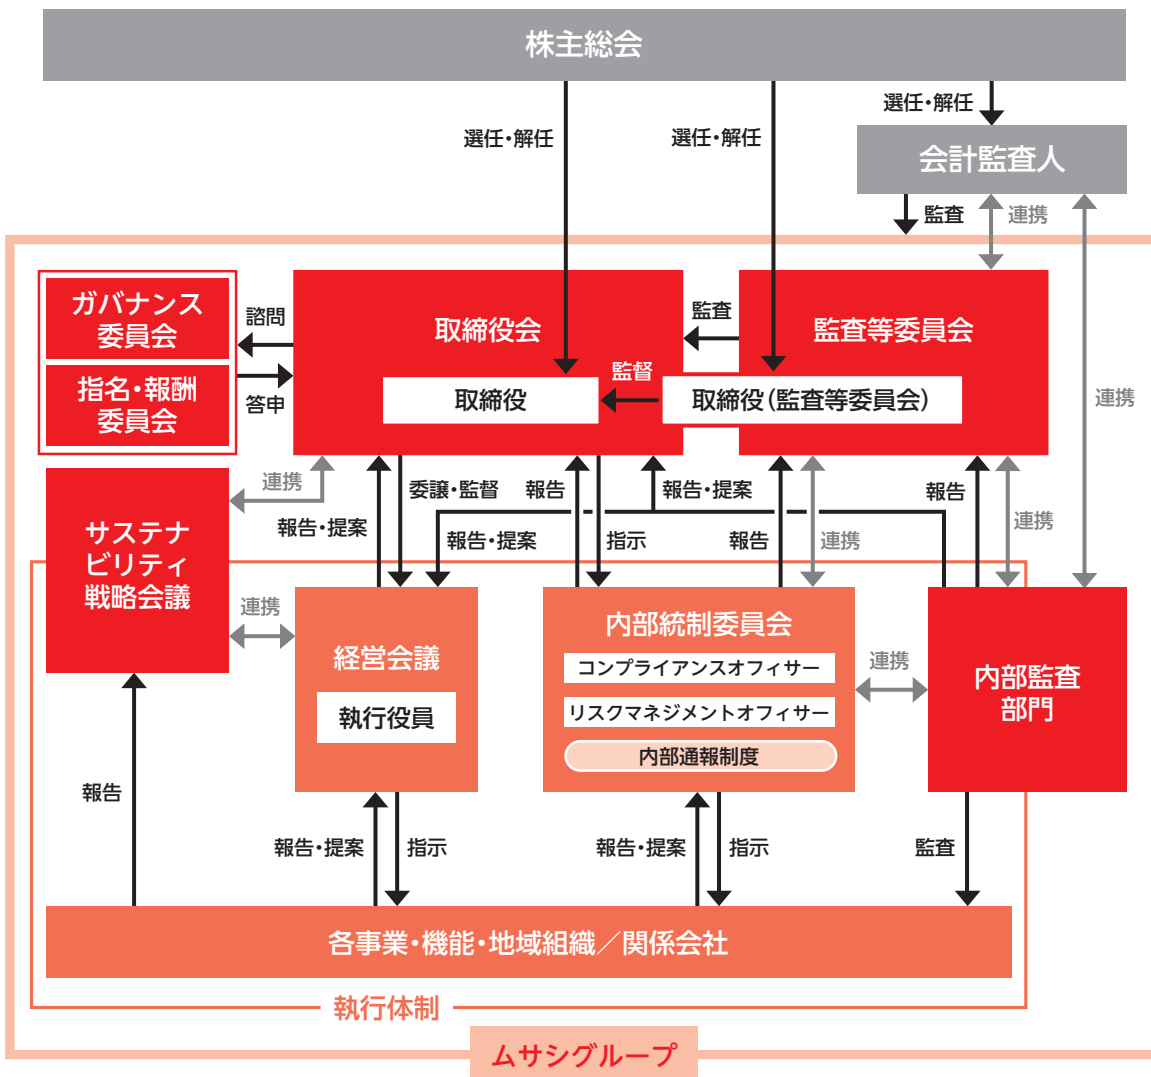 株主総会
選任・解任
選任・解任
選任・解任
会計監査人
監査
連携
連携
ガバナンス
委員会
指名・報酬
委員会
諮問
答申
取締役会
取締役
監査
監督
監査等委員会
取締役(監査等委員会)
連携
報告・提案
委譲・監督
報告・提案
報告
指示
報告・提案
報告
連携
報告
連携
サステナ
ビリティ
戦略会議
連携
経営会議
執行役員
内部統制委員会
コンプライアンスオフィサー
リスクマネジメントオフィサー
内部通報制度
連携
内部監査
部門
報告
報告・提案
指示
報告・提案
指示
監査
各事業・機能・地域組織／関係会社
執行体制
ムサシグループ